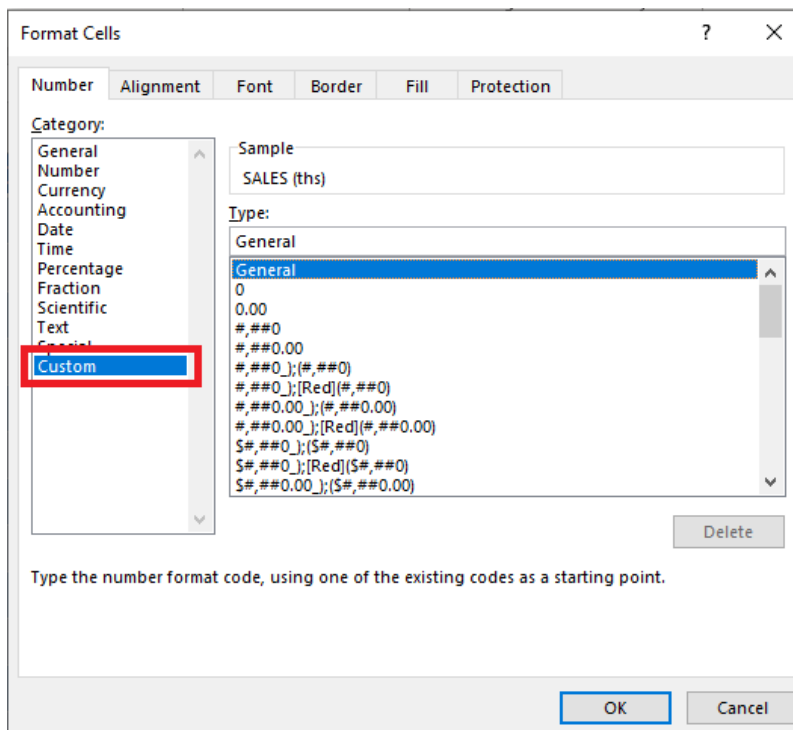 Format Cells
?
Number Alignment Font Border Fill Protection
Category:
General
Number
Currency
Accounting
Date
Time
Percentage
Fraction
Scientific
Text
Special
Custom
Sample
SALES (ths)
Type:
General
General
0
0.00
#,##0
#,##0.00
#,##0_);(#,##0)
#,##0_);[Red](#,##0)
#,##0.00_);(#,##0.00)
#,##0.00_);[Red](#,##0.00)
$#,##0_);($#,##0)
$#,##0_);[Red]($#,##0)
$#,##0.00_);($#,##0.00)
Delete
Type the number format code, using one of the existing codes as a starting point.
OK Cancel